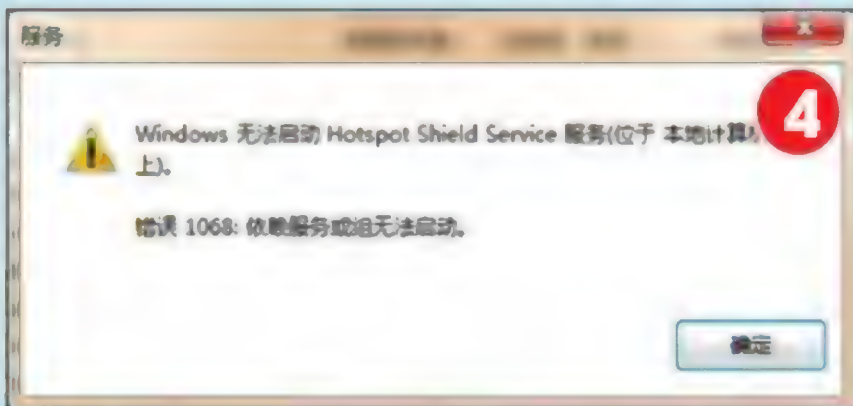 服务
4
Windows 无法启动 Hotspot Shield Service 服务(位于 本地计算
上)。
错误 1068: 依赖服务或组无法启动。
确定